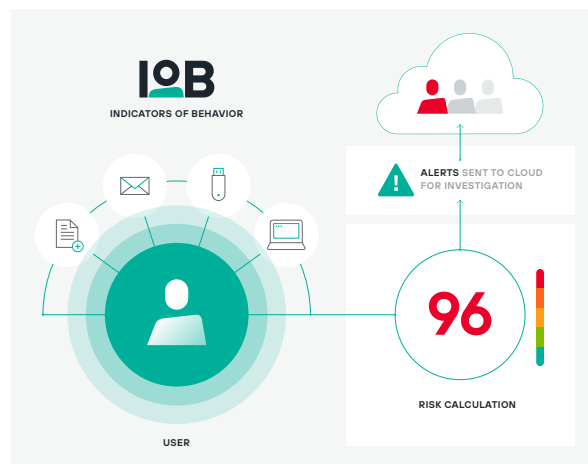 IOB
INDICATORS OF BEHAVIOR
ALERTS SENT TO CLOUD
FOR INVESTIGATION
96
RISK CALCULATION
USER